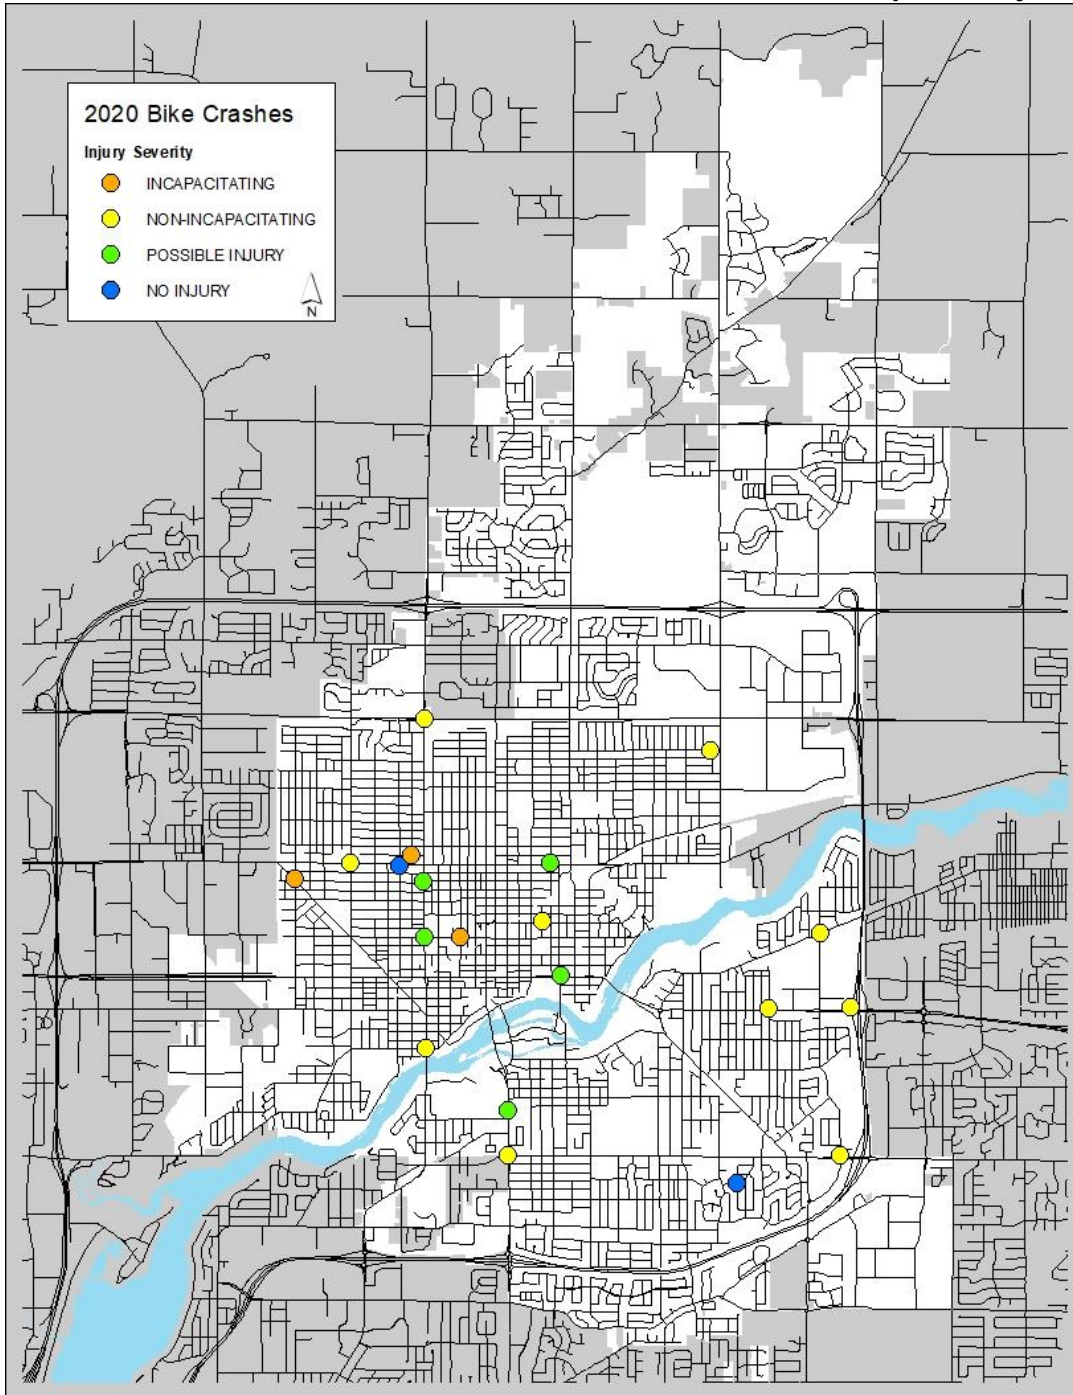 2020 Bike Crashes
Injury Severity
INCAPACITATING
NON-INCAPACITATING
POSSIBLE INJURY
NO INJURY
N